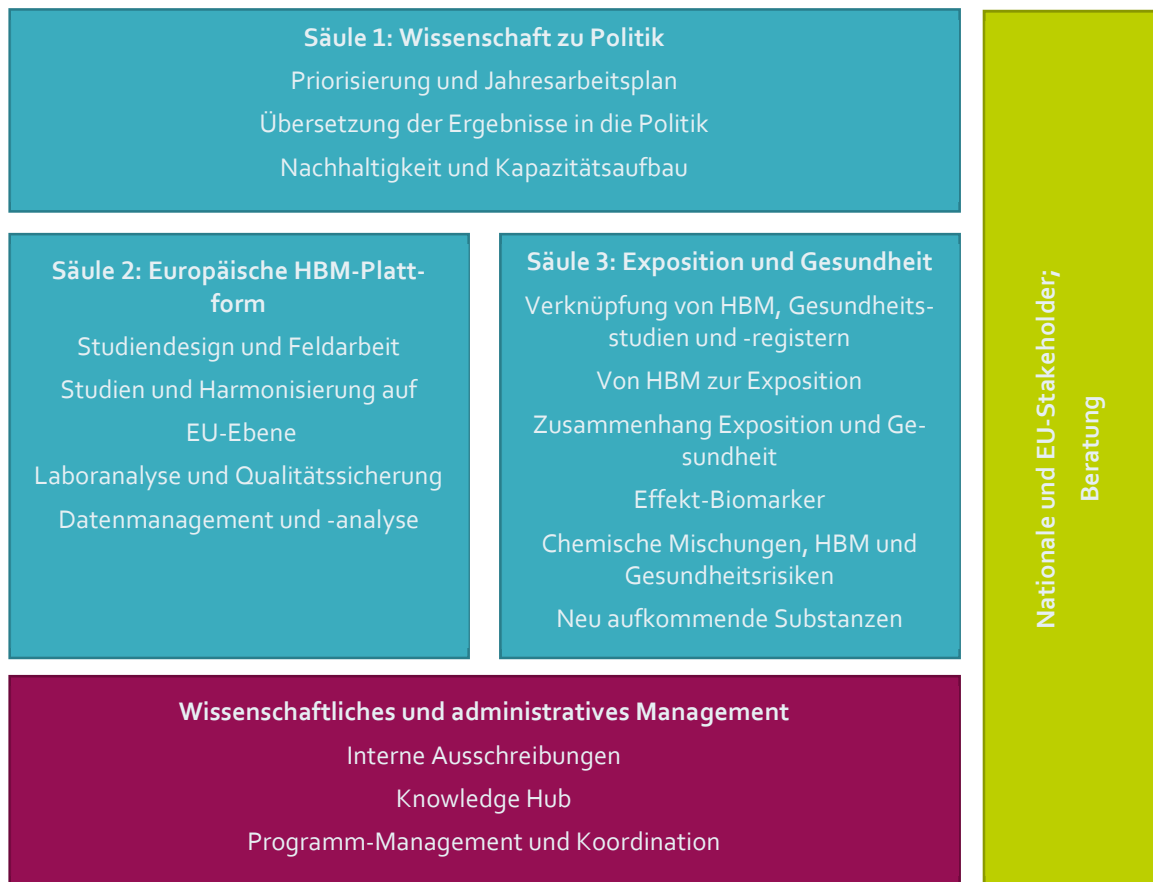 Säule 1: Wissenschaft zu Politik
Priorisierung und Jahresarbeitsplan
Übersetzung der Ergebnisse in die Politik
Nachhaltigkeit und Kapazitätsaufbau
Säule 2: Europäische HBM-Platt-
form
Studiendesign und Feldarbeit
Studien und Harmonisierung auf
EU-Ebene
Laboranalyse und Qualitätssicherung
Datenmanagement und -analyse
Säule 3: Exposition und Gesundheit
Verknüpfung von HBM, Gesundheits-
studien und -registern
Von HBM zur Exposition
Zusammenhang Exposition und Ge-
sundheit
Effekt-Biomarker
Chemische Mischungen, HBM und
Gesundheitsrisiken
Neu aufkommende Substanzen
Wissenschaftliches und administratives Management
Interne Ausschreibungen
Knowledge Hub
Programm-Management und Koordination
Nationale und EU-Stakeholder;
Beratung